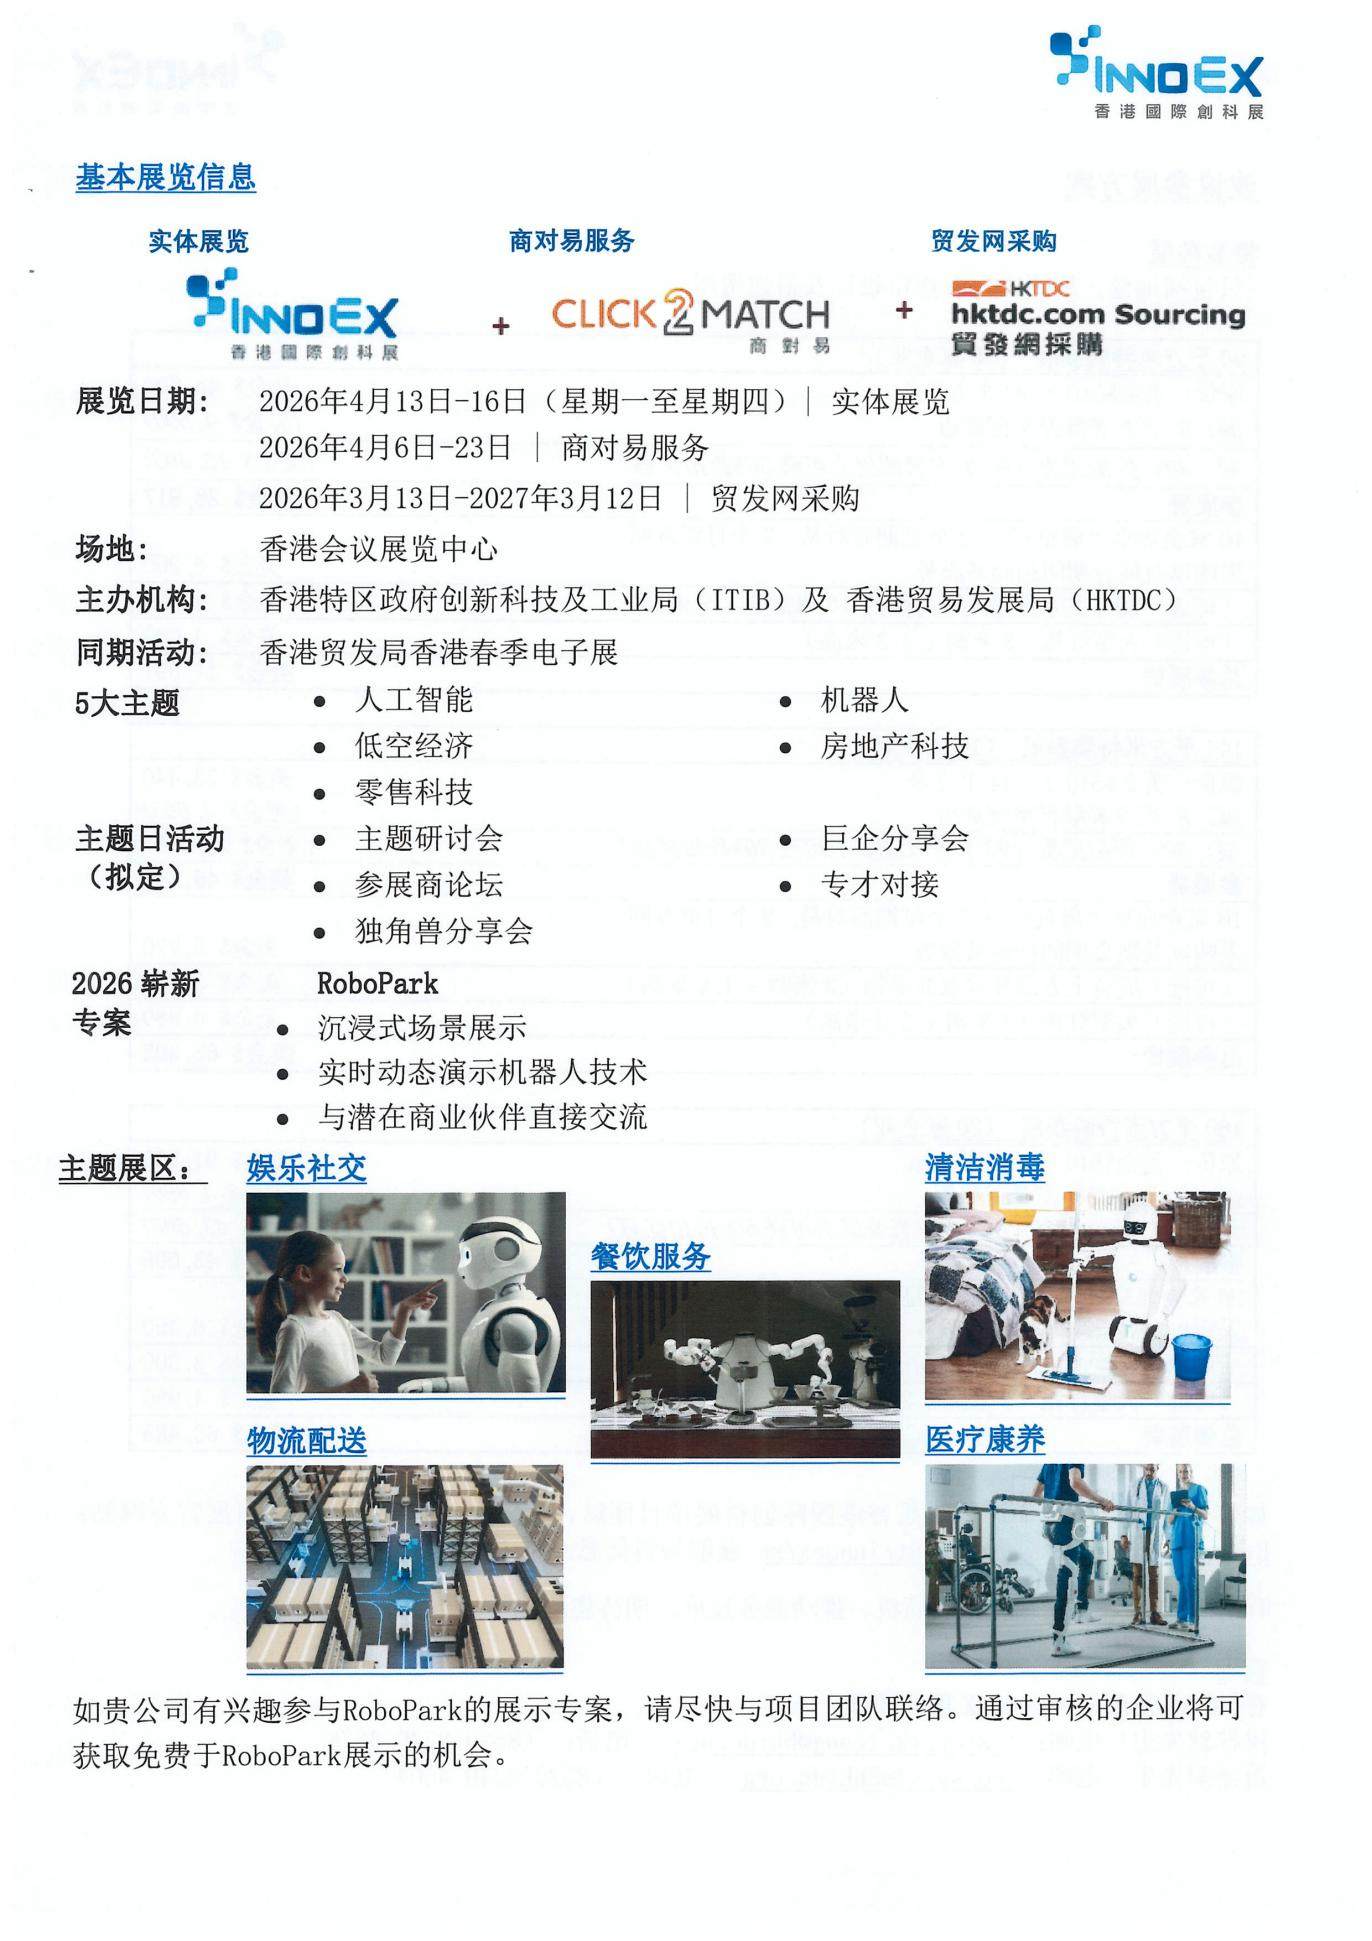 INNOEX
香港國際創科展
基本展览信息
实体展览 商对易服务 贸发网采购
INNOEX
香港國際創科展
+
CLICK2MATCH
商對易
+
HKTDC
hktdc.com Sourcing
貿發網採購
展览日期： 2026年4月13日-16日（星期一至星期四）| 实体展览
2026年4月6日-23日 | 商对易服务
2026年3月13日-2027年3月12日 | 贸发网采购
场地： 香港会议展览中心
主办机构： 香港特区政府创新科技及工业局（ITIB）及 香港贸易发展局（HKTDC）
同期活动： 香港贸发局香港春季电子展
5大主题 • 人工智能 • 机器人
• 低空经济 • 房地产科技
• 零售科技
主题日活动 • 主题研讨会 • 巨企分享会
（拟定） • 参展商论坛 • 专才对接
• 独角兽分享会
2026 崭新 RoboPark
专案 • 沉浸式场景展示
• 实时动态演示机器人技术
• 与潜在商业伙伴直接交流
主题展区： 娱乐社交 清洁消毒
餐饮服务
物流配送 医疗康养
如贵公司有兴趣参与RoboPark的展示专案，请尽快与项目团队联络。通过审核的企业将可
获取免费于RoboPark展示的机会。